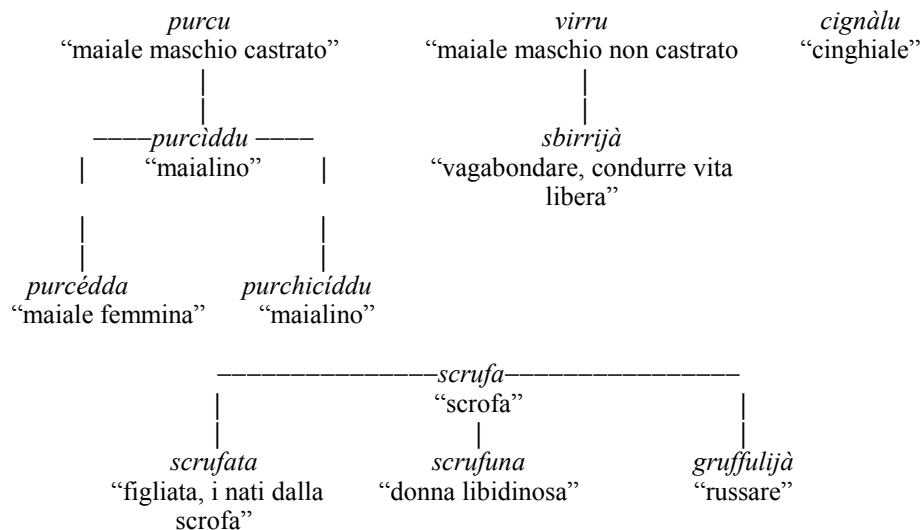 purcu virru cignàlu
“maiale maschio castrato” “maiale maschio non castrato “cinghiale”
purcìddu sbirrijà
“maialino” “vagabondare, condurre vita
libera”
purcédda purchicíddu
“maiale femmina” “maialino”
scrufa
“scrofa”
scrufata scrufuna gruffulijà
“figliata, i nati dalla “donna libidinosa” “russare”
scrofa”